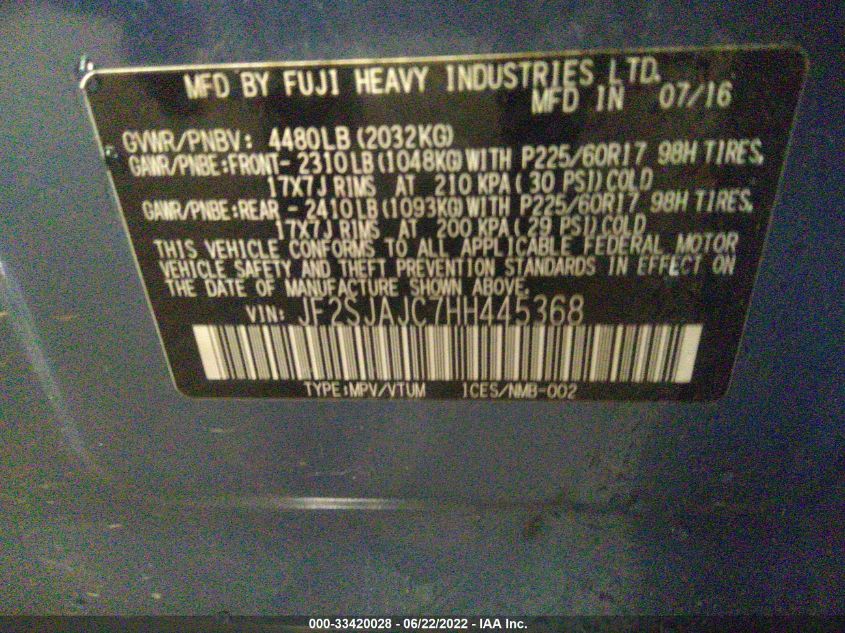 MFD BY FUJI HEAVY INDUSTRIES LTD.
MFD IN 07/16
GVWR/PNBV: 4480LB (2032KG)
GAWR/PNBE:FRONT- 2310LB (1048KG) WITH P225/60R17 98H TIRES,
17X7J RIMS AT 210 KPA ( 30 PSI) COLD
GAWR/PNBE:REAR - 2410LB (1093KG) WITH P225/60R17 98H TIRES,
17X7J RIMS AT 200 KPA ( 29 PSI) COLD
THIS VEHICLE CONFORMS TO ALL APPLICABLE FEDERAL MOTOR
VEHICLE SAFETY AND THEFT PREVENTION STANDARDS IN EFFECT ON
THE DATE OF MANUFACTURE SHOWN ABOVE.
VIN: JF2SJAJC7HH445368
TYPE:MPV/VTUM ICES/NMB-002
000-33420028 - 06/22/2022 - IAA Inc.